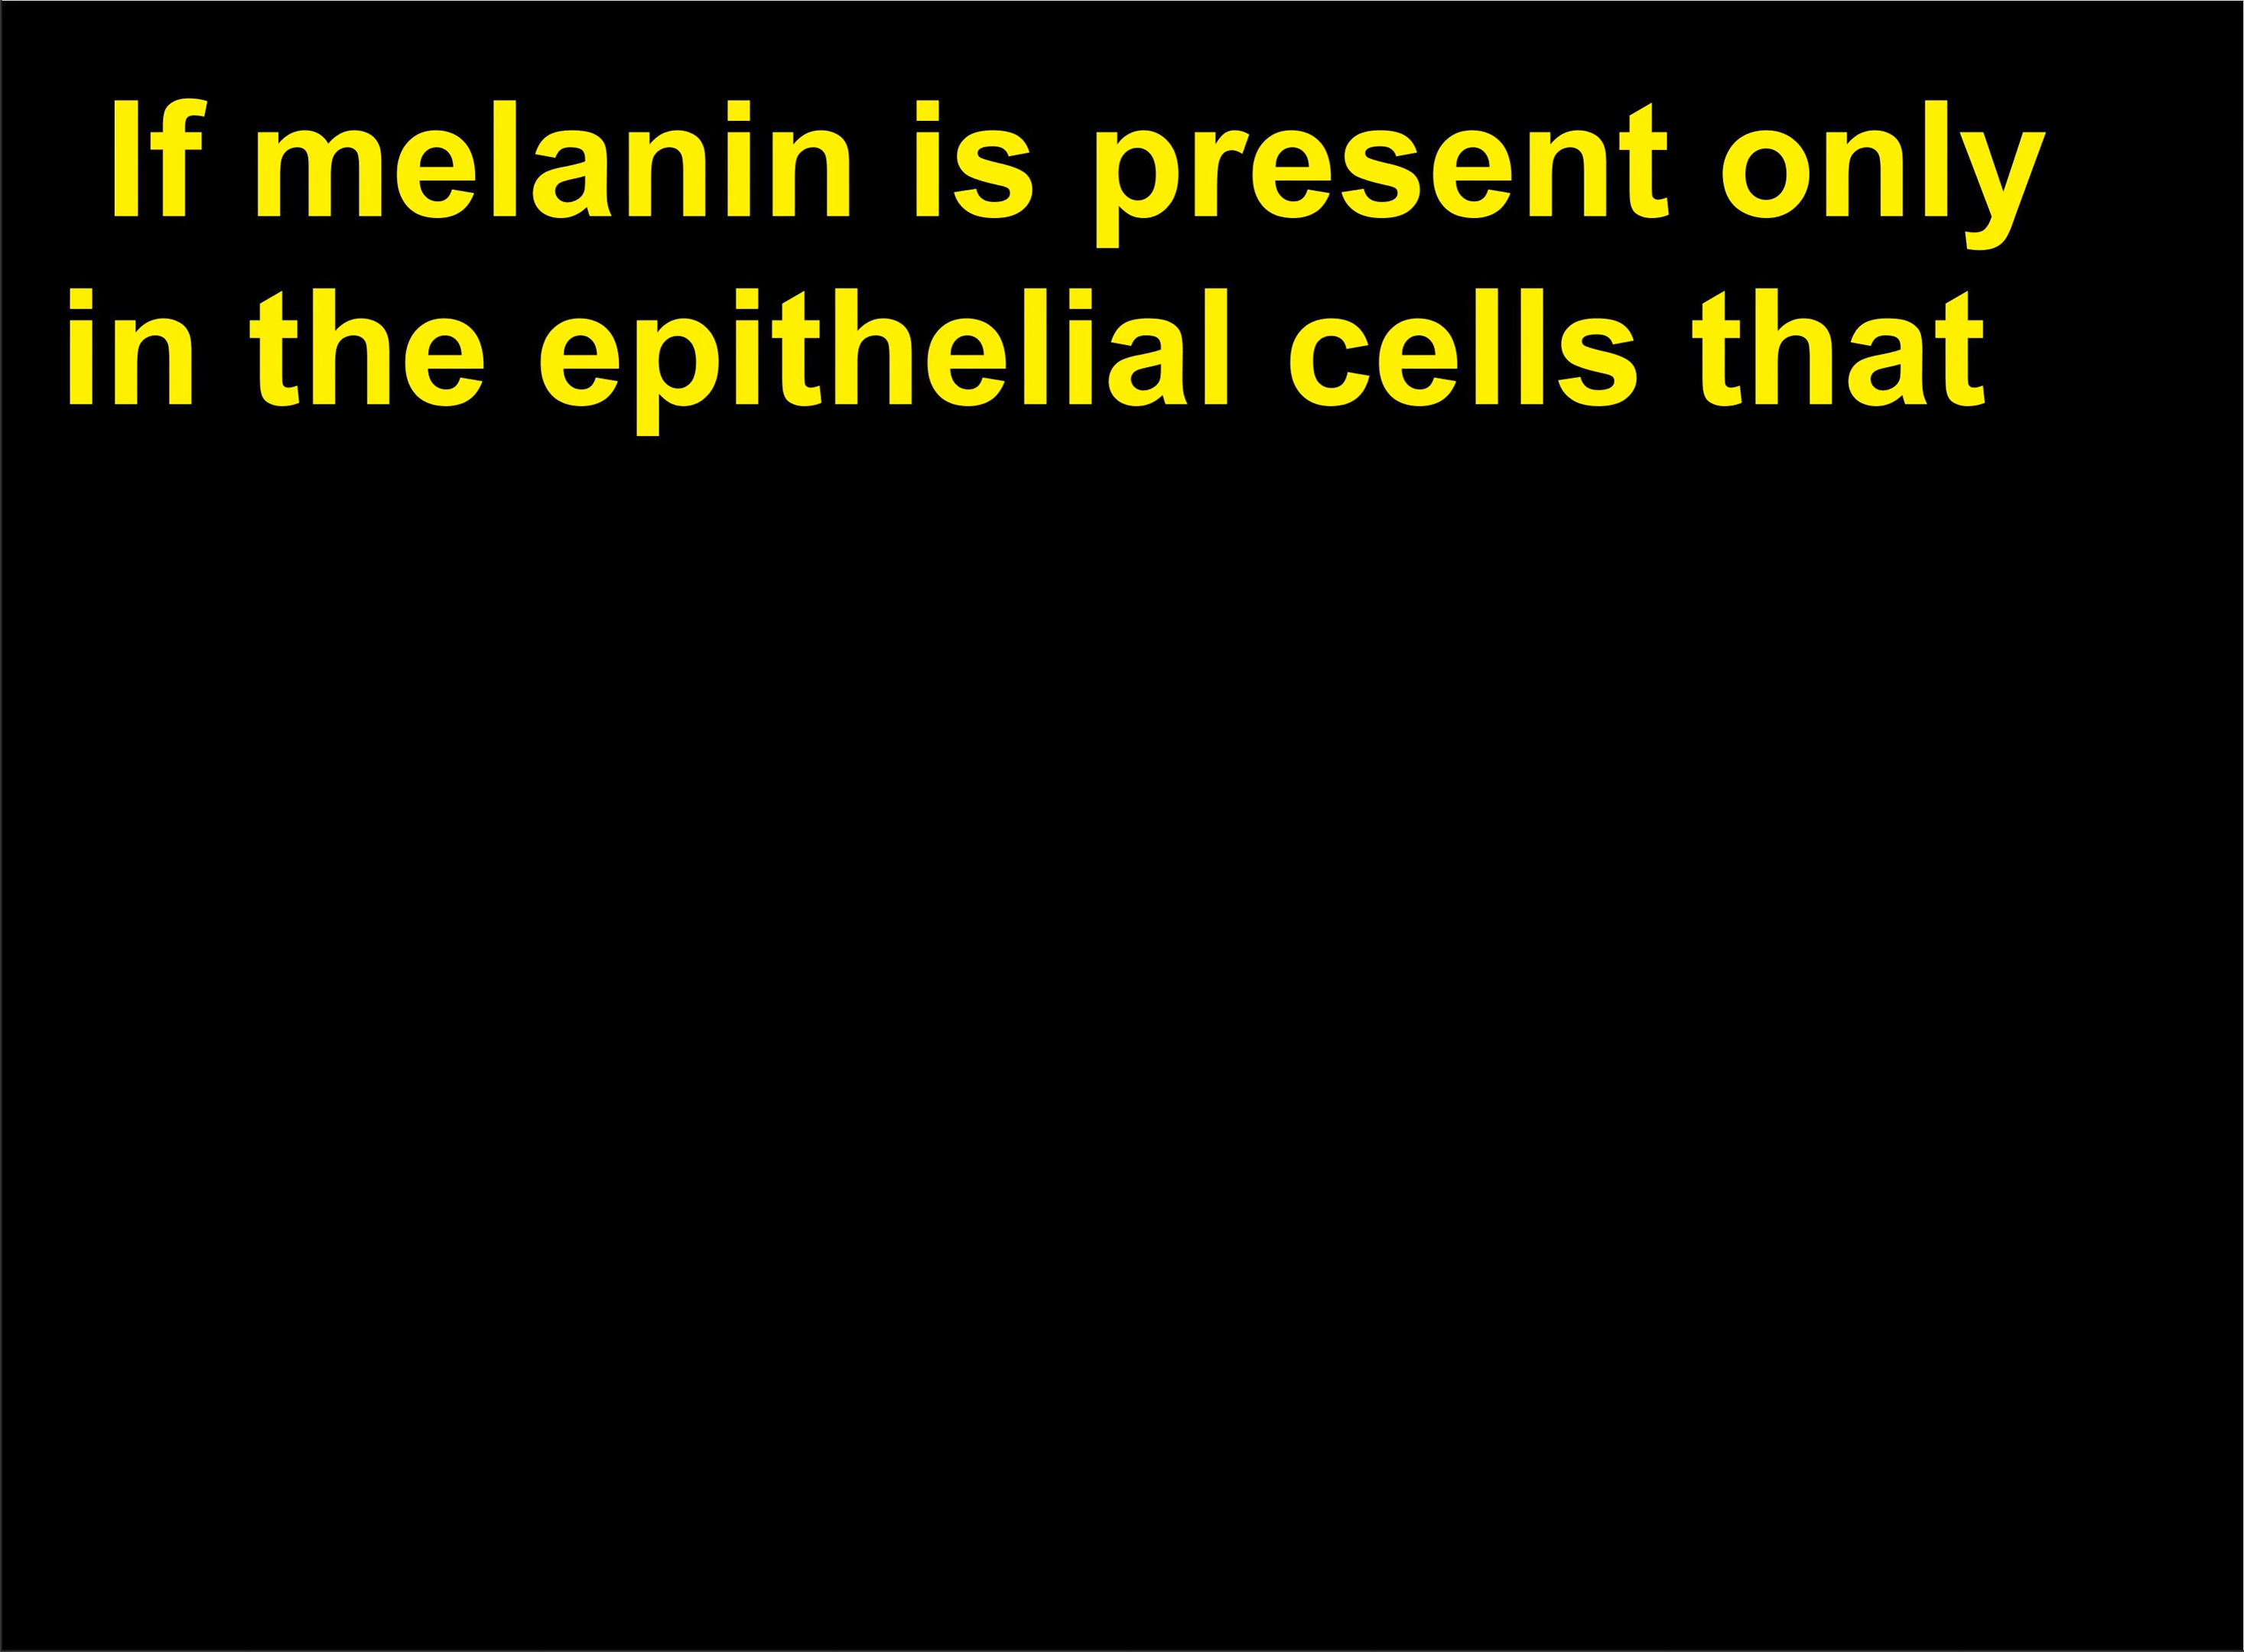 If melanin is present only
in the epithelial cells that